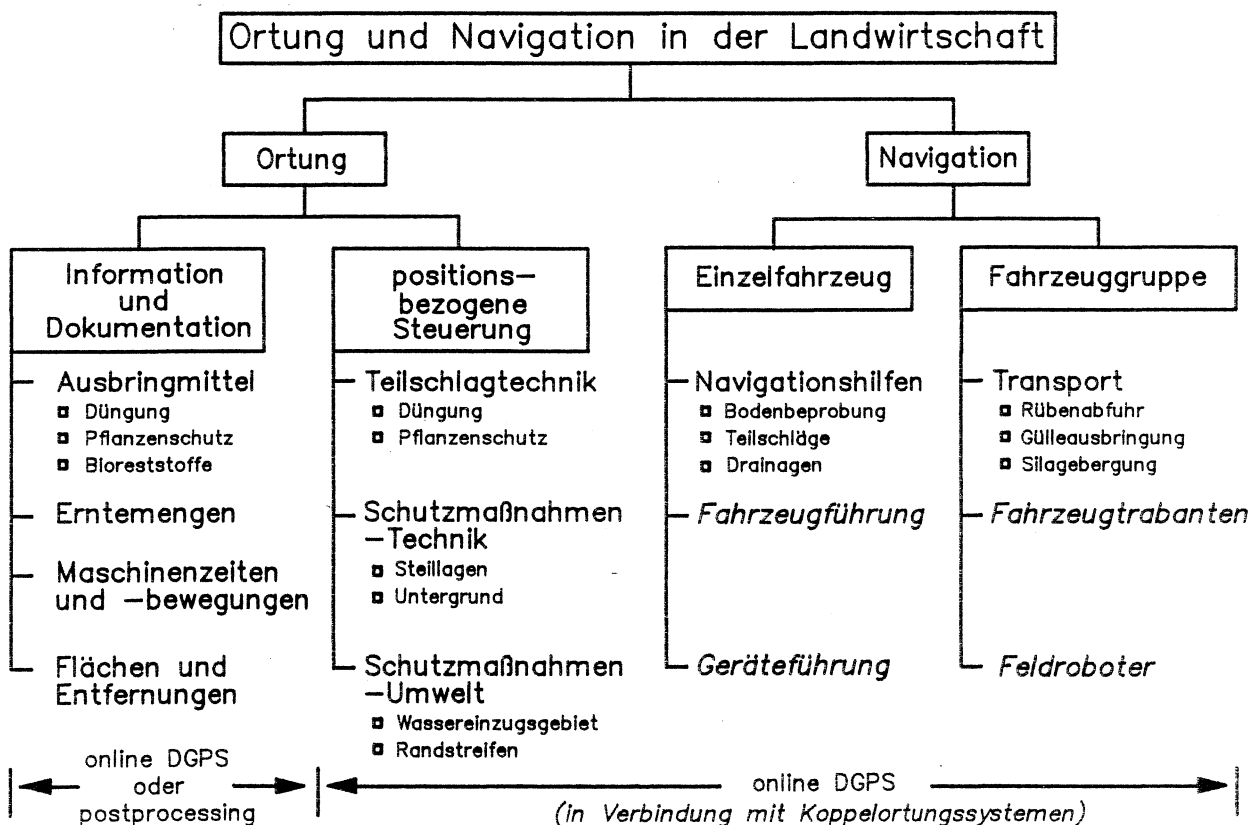 Ortung und Navigation in der Landwirtschaft
Ortung
Navigation
Information
und
Dokumentation
positions-
bezogene
Steuerung
Einzelfahrzeug
Fahrzeuggruppe
Ausbringmittel
Düngung
Pflanzenschutz
Bioreststoffe
Erntemengen
Maschinenzeiten
und -bewegungen
Flächen und
Entfernungen
Teilschlagtechnik
Düngung
Pflanzenschutz
Schutzmaßnahmen
-Technik
Steillagen
Untergrund
Schutzmaßnahmen
-Umwelt
Wassereinzugsgebiet
Randstreifen
Navigationshilfen
Bodenbeprobung
Teilschläge
Drainagen
Fahrzeugführung
Geräteführung
Transport
Rübenabfuhr
Gülleausbringung
Silagebergung
Fahrzeugtrabanten
Feldroboter
online DGPS
oder
postprocessing
online DGPS
(in Verbindung mit Koppelortungssystemen)